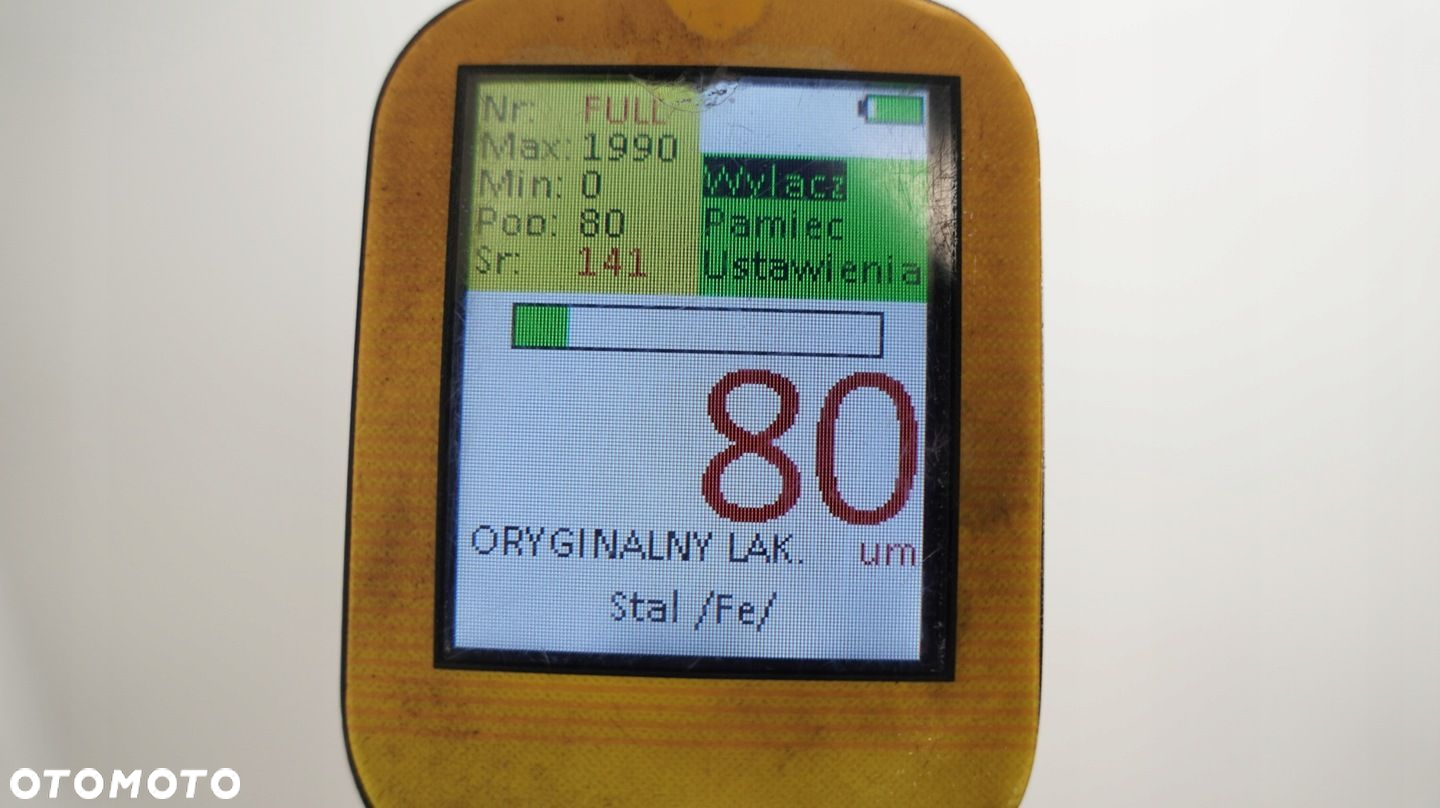 Nr: FULL
Max: 1990
Min: 0
Poo: 80
Sr: 141
Wylacz
Pamiec
Ustawienia
80
ORYGINALNY LAK. um
Stal /Fe/
OTOMOTO